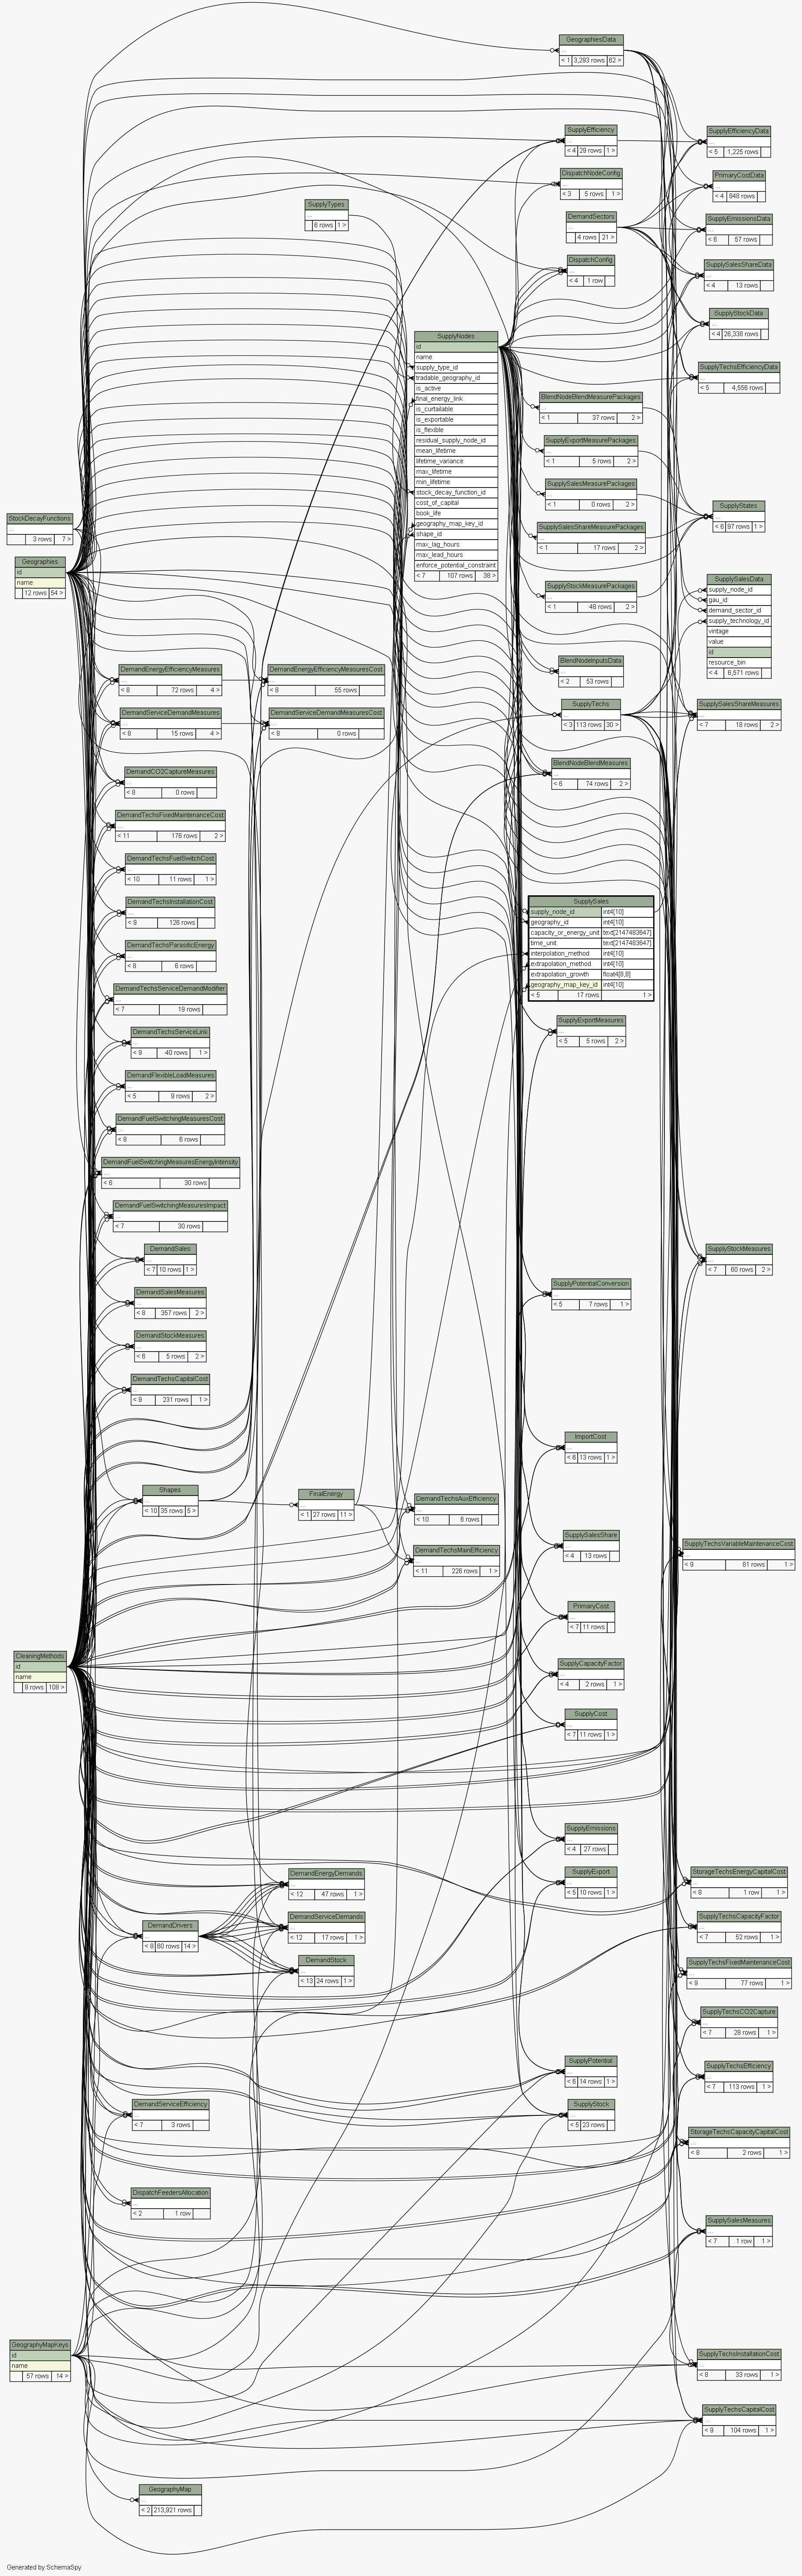 GeographiesData
...
< 1 3,293 rows 62 >
SupplyEfficiency
...
< 4 29 rows 1 >
SupplyEfficiencyData
...
< 5 1,225 rows
DispatchNodeConfig
...
< 3 5 rows 1 >
PrimaryCostData
...
< 4 848 rows
SupplyTypes
...
6 rows 1 >
DemandSectors
...
4 rows 21 >
SupplyEmissionsData
...
< 6 57 rows
DispatchConfig
...
< 4 1 row
SupplySalesShareData
...
< 4 13 rows
SupplyStockData
...
< 4 26,338 rows
SupplyTechsEfficiencyData
...
< 5 4,556 rows
SupplyNodes
id
name
supply_type_id
tradable_geography_id
is_active
final_energy_link
is_curtailable
is_exportable
is_flexible
residual_supply_node_id
mean_lifetime
lifetime_variance
max_lifetime
min_lifetime
stock_decay_function_id
cost_of_capital
book_life
geography_map_key_id
shape_id
max_lag_hours
max_lead_hours
enforce_potential_constraint
< 7 107 rows 38 >
BlendNodeBlendMeasurePackages
...
< 1 37 rows 2 >
SupplyExportMeasurePackages
...
< 1 5 rows 2 >
SupplySalesMeasurePackages
...
< 1 0 rows 2 >
SupplySalesShareMeasurePackages
...
< 1 17 rows 2 >
SupplyStockMeasurePackages
...
< 1 48 rows 2 >
SupplyStates
...
< 6 97 rows 1 >
StockDecayFunctions
...
3 rows 7 >
Geographies
id
name
12 rows 54 >
SupplySalesData
supply_node_id
gau_id
demand_sector_id
supply_technology_id
vintage
value
id
resource_bin
< 4 6,571 rows
DemandEnergyEfficiencyMeasures
...
< 8 72 rows 4 >
DemandEnergyEfficiencyMeasuresCost
...
< 8 55 rows
BlendNodeInputsData
...
< 2 53 rows
DemandServiceDemandMeasures
...
< 8 15 rows 4 >
DemandServiceDemandMeasuresCost
...
< 8 0 rows
SupplyTechs
...
< 3 113 rows 30 >
SupplySalesShareMeasures
...
< 7 18 rows 2 >
DemandCO2CaptureMeasures
...
< 8 0 rows
BlendNodeBlendMeasures
...
< 6 74 rows 2 >
DemandTechsFixedMaintenanceCost
...
< 11 176 rows 2 >
DemandTechsFuelSwitchCost
...
< 10 11 rows 1 >
DemandTechsInstallationCost
...
< 9 126 rows
SupplySales
supply_node_id int4[10]
geography_id int4[10]
capacity_or_energy_unit text[2147483647]
time_unit text[2147483647]
interpolation_method int4[10]
extrapolation_method int4[10]
extrapolation_growth float4[8,8]
geography_map_key_id int4[10]
< 5 17 rows 1 >
DemandTechsParasiticEnergy
...
< 6 6 rows
DemandTechsServiceDemandModifier
...
< 7 19 rows
SupplyExportMeasures
...
< 5 5 rows 2 >
DemandTechsServiceLink
...
< 9 40 rows 1 >
DemandFlexibleLoadMeasures
...
< 5 9 rows 2 >
DemandFuelSwitchingMeasuresCost
...
< 8 6 rows
DemandFuelSwitchingMeasuresEnergyIntensity
...
< 6 30 rows
DemandFuelSwitchingMeasuresImpact
...
< 7 30 rows
DemandSales
...
< 7 10 rows 1 >
SupplyStockMeasures
...
< 7 60 rows 2 >
DemandSalesMeasures
...
< 8 357 rows 2 >
SupplyPotentialConversion
...
< 5 7 rows 1 >
DemandStockMeasures
...
< 6 5 rows 2 >
DemandTechsCapitalCost
...
< 9 231 rows 1 >
ImportCost
...
< 6 13 rows 1 >
Shapes
...
< 10 35 rows 5 >
FinalEnergy
...
< 1 27 rows 11 >
DemandTechsAuxEfficiency
...
< 10 6 rows
DemandTechsMainEfficiency
...
< 11 226 rows 1 >
SupplySalesShare
...
< 4 13 rows
SupplyTechsVariableMaintenanceCost
...
< 9 81 rows 1 >
PrimaryCost
...
< 7 11 rows
CleaningMethods
id
name
8 rows 108 >
SupplyCapacityFactor
...
< 4 2 rows 1 >
SupplyCost
...
< 7 11 rows 1 >
SupplyEmissions
...
< 4 27 rows
DemandEnergyDemands
...
< 12 47 rows 1 >
SupplyExport
...
< 5 10 rows 1 >
StorageTechsEnergyCapitalCost
...
< 8 1 row 1 >
DemandDrivers
...
< 8 60 rows 14 >
DemandServiceDemands
...
< 12 17 rows 1 >
SupplyTechsCapacityFactor
...
< 7 52 rows 1 >
DemandStock
...
< 13 24 rows 1 >
SupplyTechsFixedMaintenanceCost
...
< 9 77 rows 1 >
SupplyTechsCO2Capture
...
< 7 28 rows 1 >
SupplyPotential
...
< 6 14 rows 1 >
SupplyTechsEfficiency
...
< 7 113 rows 1 >
DemandServiceEfficiency
...
< 7 3 rows
SupplyStock
...
< 5 23 rows
StorageTechsCapacityCapitalCost
...
< 8 2 rows 1 >
DispatchFeedersAllocation
...
< 2 1 row
SupplySalesMeasures
...
< 7 1 row 1 >
GeographyMapKeys
id
name
57 rows 14 >
SupplyTechsInstallationCost
...
< 8 33 rows 1 >
SupplyTechsCapitalCost
...
< 9 104 rows 1 >
GeographyMap
...
< 2 213,921 rows
Generated by SchemaSpy